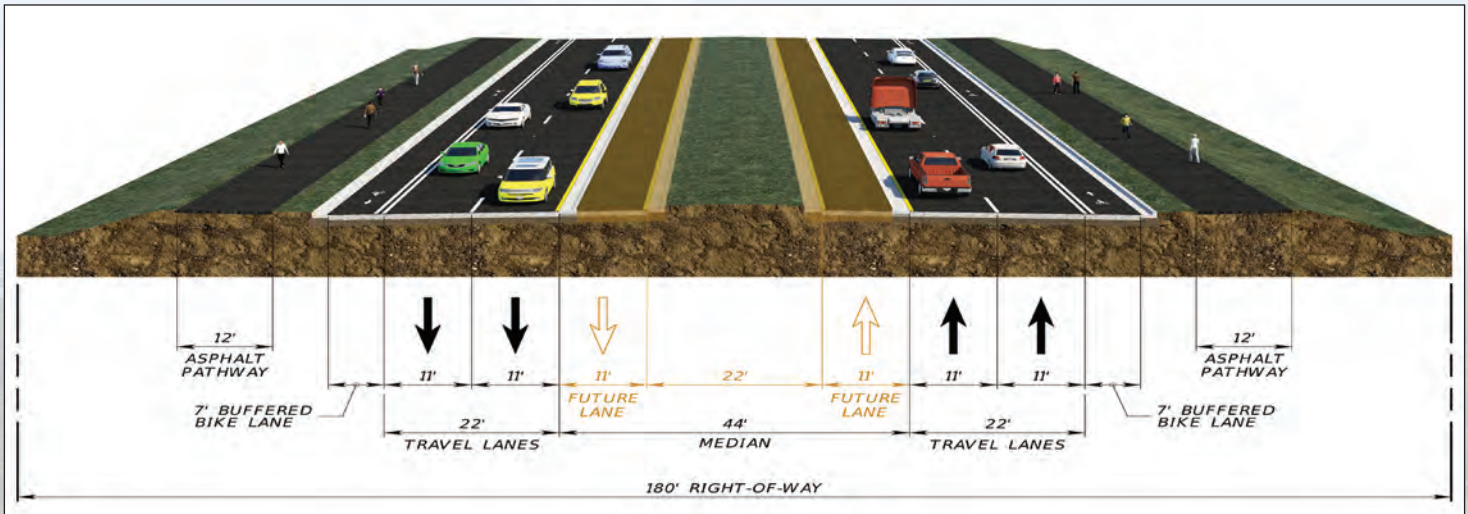 12'
ASPHALT
PATHWAY
7' BUFFERED
BIKE LANE
11'
11'
22'
TRAVEL LANES
11'
FUTURE
LANE
22'
11'
FUTURE
LANE
44'
MEDIAN
11'
11'
22'
TRAVEL LANES
12'
ASPHALT
PATHWAY
7' BUFFERED
BIKE LANE
180' RIGHT-OF-WAY